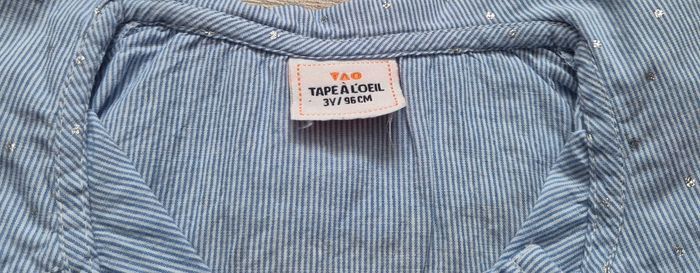 TAO
TAPE À L'OEIL
3Y/96CM